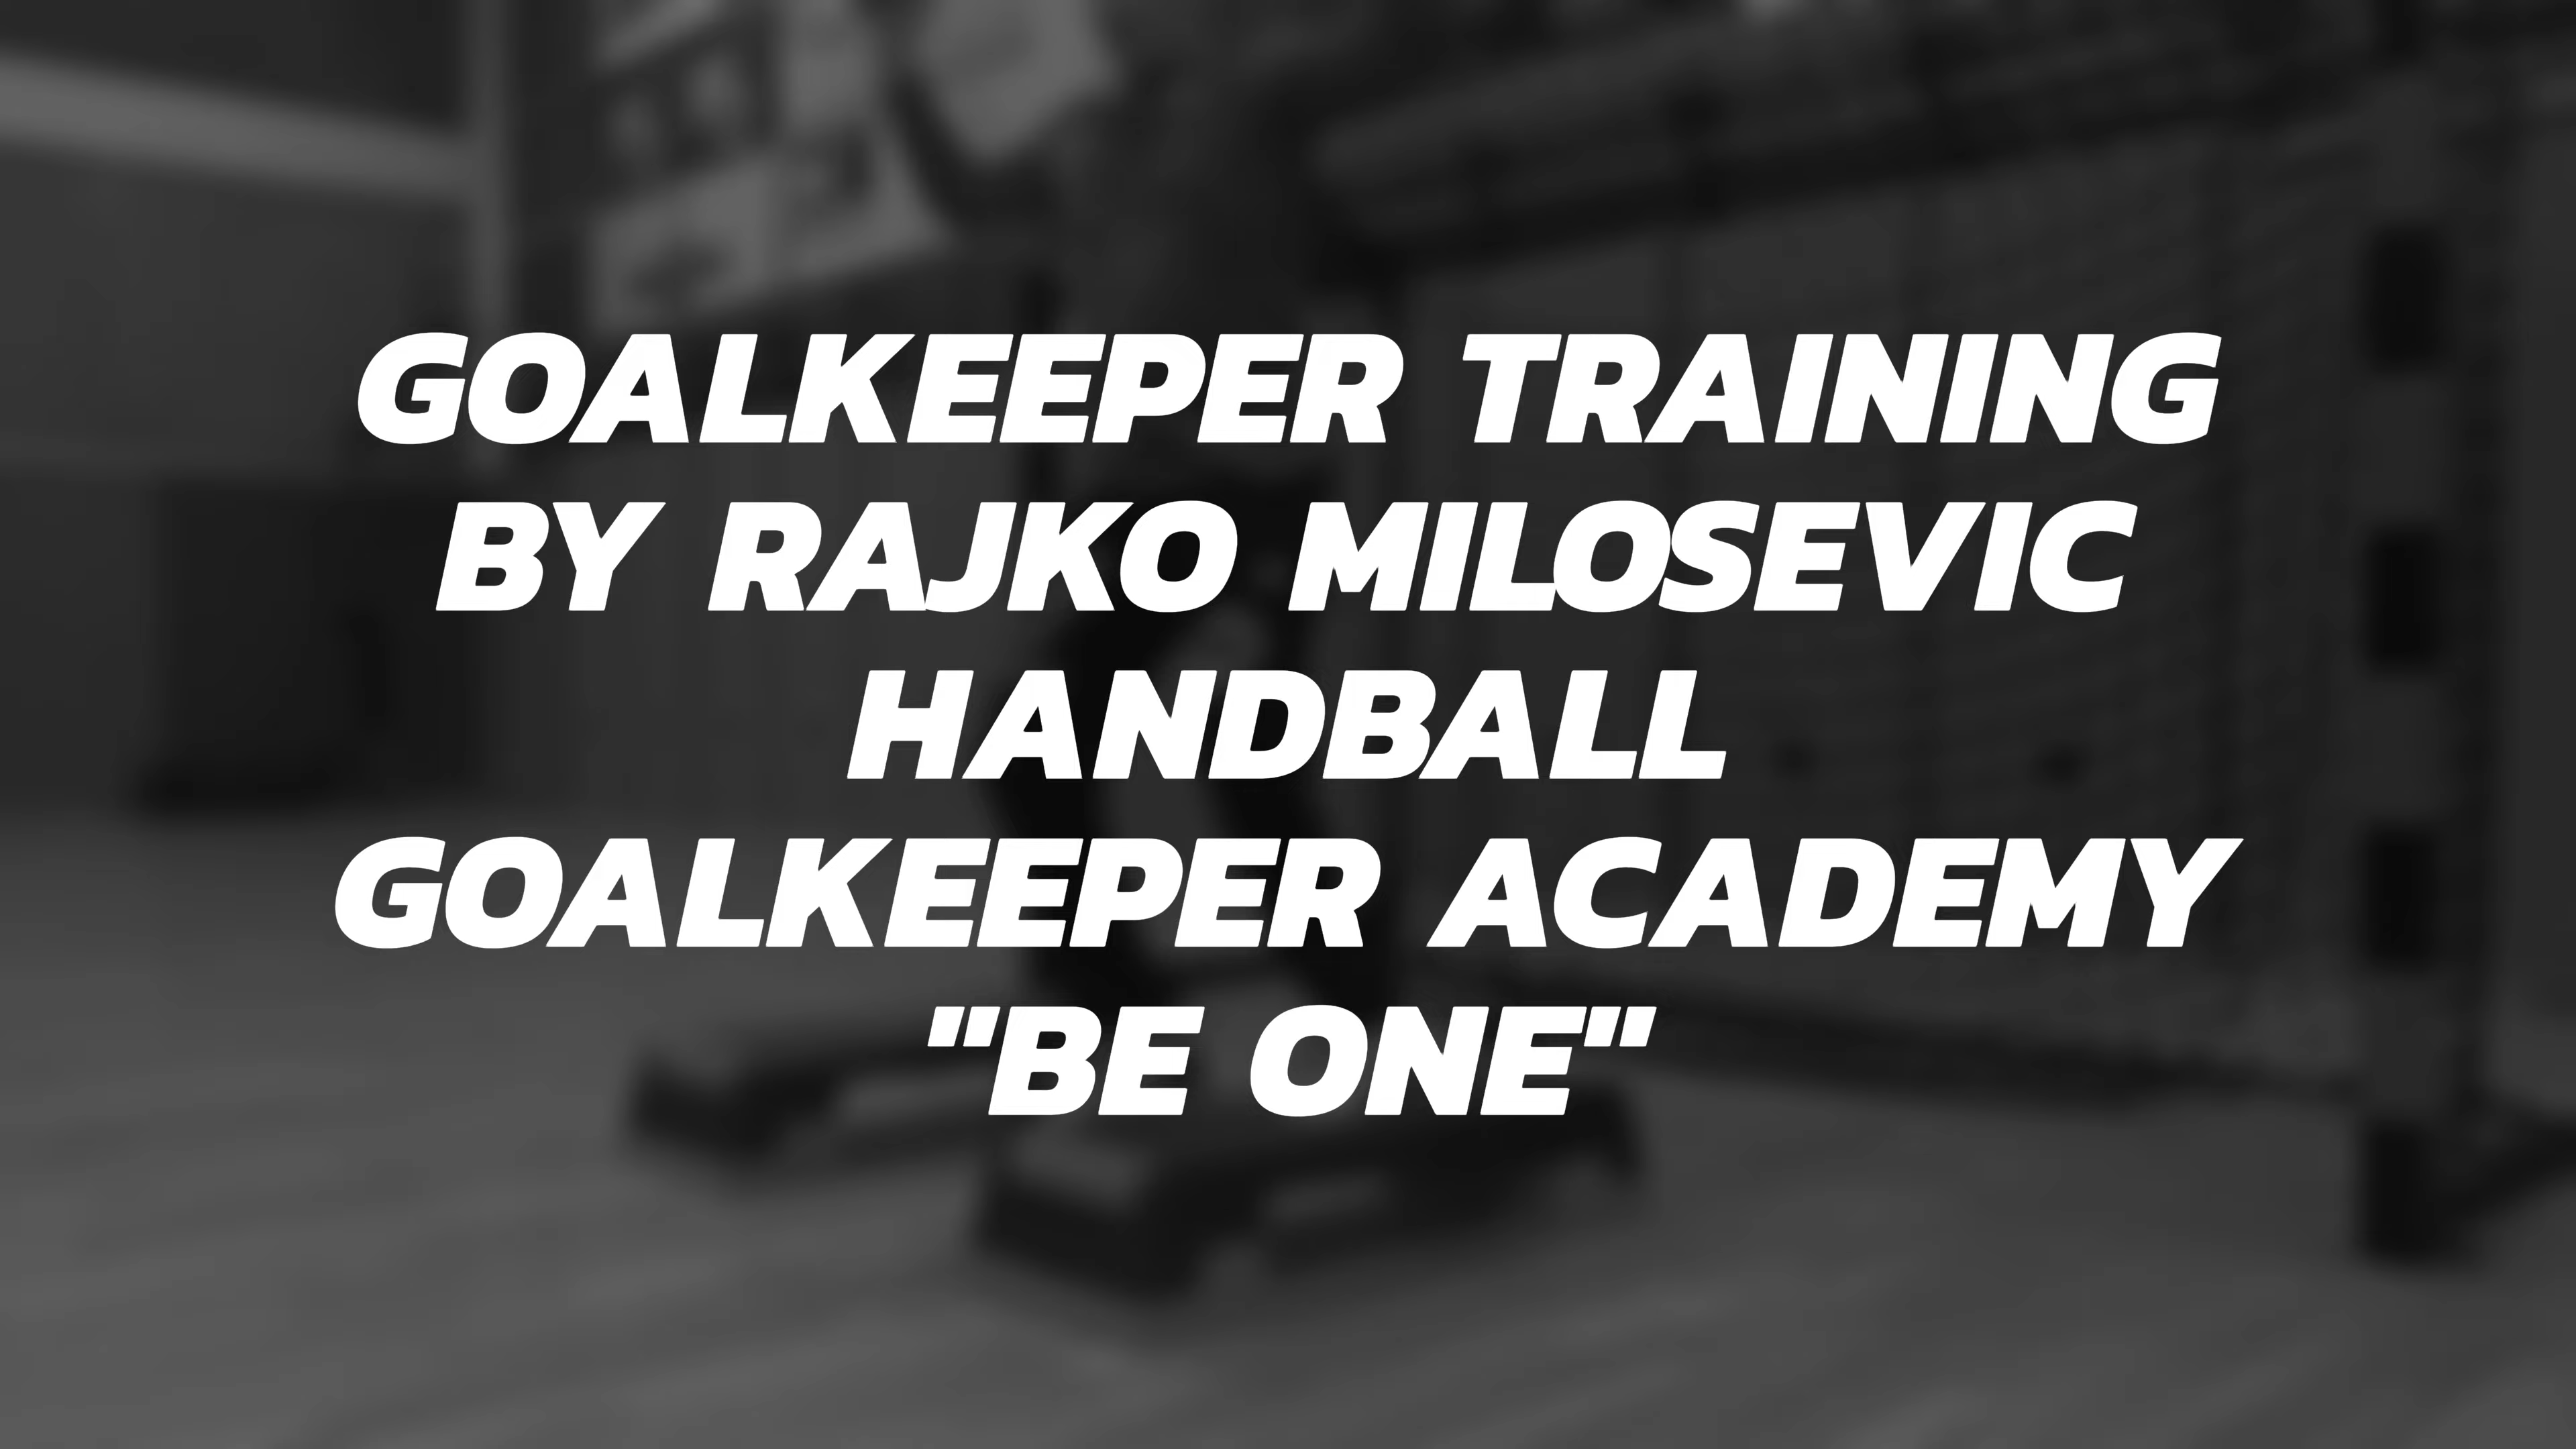 GOALKEEPER TRAINING
BY RAJKO MILOSEVIC
HANDBALL
GOALKEEPER ACADEMY
"BE ONE"